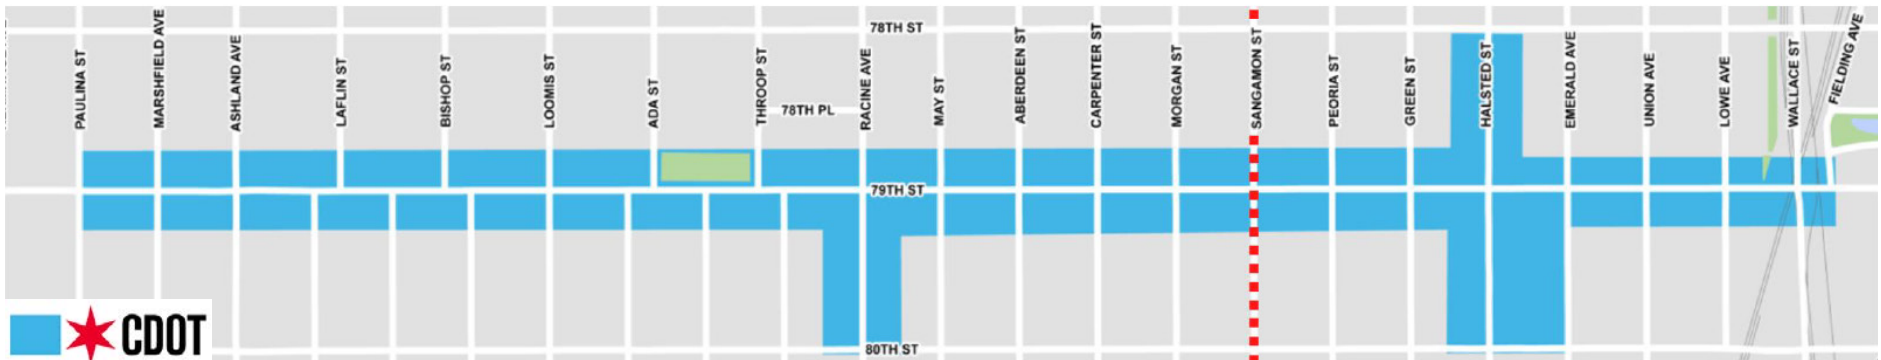 78TH ST
PAULINA ST
MARSHFIELD AVE
ASHLAND AVE
LAFLIN ST
BISHOP ST
LOOMIS ST
ADA ST
THROOP ST
78TH PL
RACINE AVE
MAY ST
ABERDEEN ST
CARPENTER ST
MORGAN ST
SANGAMON ST
PEORIA ST
GREEN ST
HALSTED ST
EMERALD AVE
UNION AVE
LOWE AVE
WALLACE ST
FIELDING AVE
79TH ST
80TH ST
CDOT